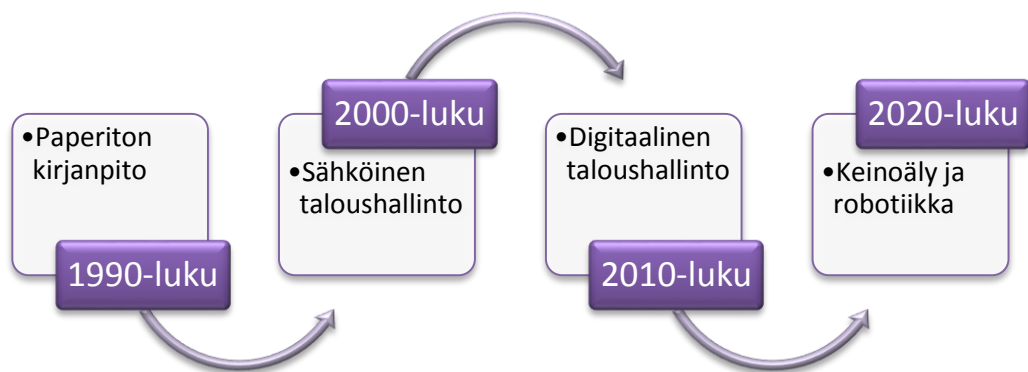 •Paperiton
kirjanpito
1990-luku
2000-luku
•Sähköinen
taloushallinto
•Digitaalinen
taloushallinto
2010-luku
2020-luku
•Keinoäly ja
robotiikka